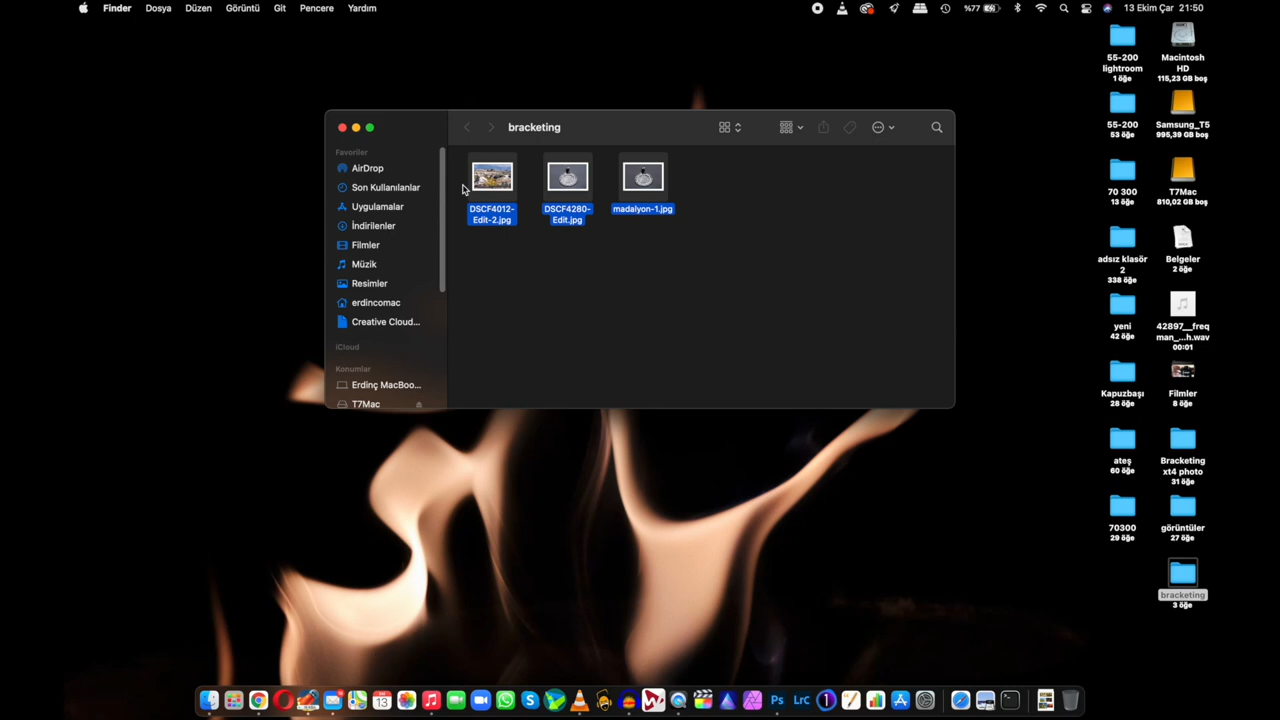 Finder Dosya Düzen Görüntü Git Pencere Yardım
%77 13 Ekim Çar 21:50
bracketing
Favoriler
AirDrop
Son Kullanılanlar
Uygulamalar
İndirilenler
Filmler
Müzik
Resimler
erdincomac
Creative Cloud...
iCloud
Konumlar
Erdinç MacBoo...
T7Mac
DSCF4012-
Edit-2.jpg
DSCF4280-
Edit.jpg
madalyon-1.jpg
55-200
lightroom
1 öğe
Macintosh
HD
115,23 GB boş
55-200
53 öğe
Samsung_T5
995,39 GB boş
70 300
13 öğe
T7Mac
810,02 GB boş
adsız klasör
2
338 öğe
Belgeler
2 öğe
yeni
42 öğe
42897__freq
man_...h.wav
00:01
Kapuzbaşı
28 öğe
Filmler
8 öğe
ateş
60 öğe
Bracketing
xt4 photo
31 öğe
70300
29 öğe
görüntüler
27 öğe
bracketing
3 öğe
13
Ps
LrC
1